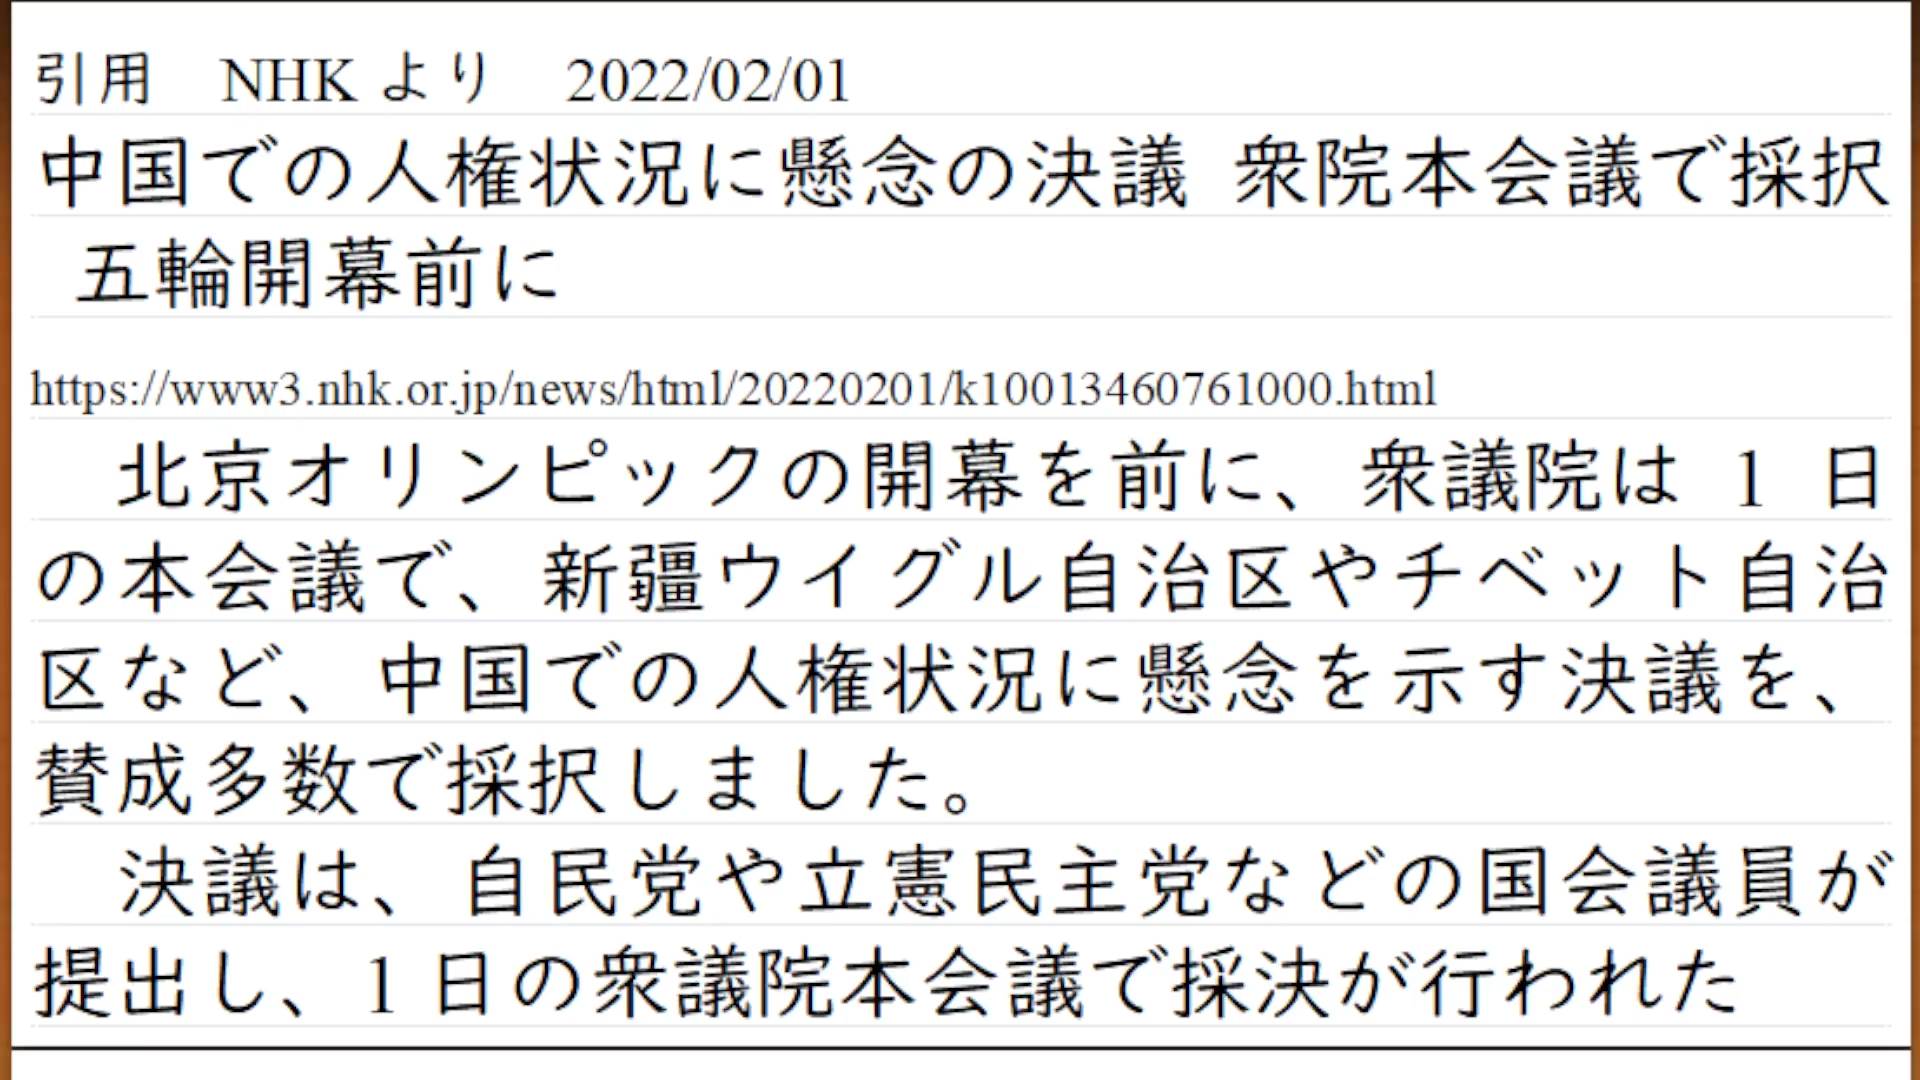 引用　NHKより　2022/02/01
中国での人権状況に懸念の決議 衆院本会議で採択
五輪開幕前に
https://www3.nhk.or.jp/news/html/20220201/k10013460761000.html
北京オリンピックの開幕を前に、衆議院は 1 日
の本会議で、新疆ウイグル自治区やチベット自治
区など、中国での人権状況に懸念を示す決議を、
賛成多数で採択しました。
決議は、自民党や立憲民主党などの国会議員が
提出し、1 日の衆議院本会議で採決が行われた